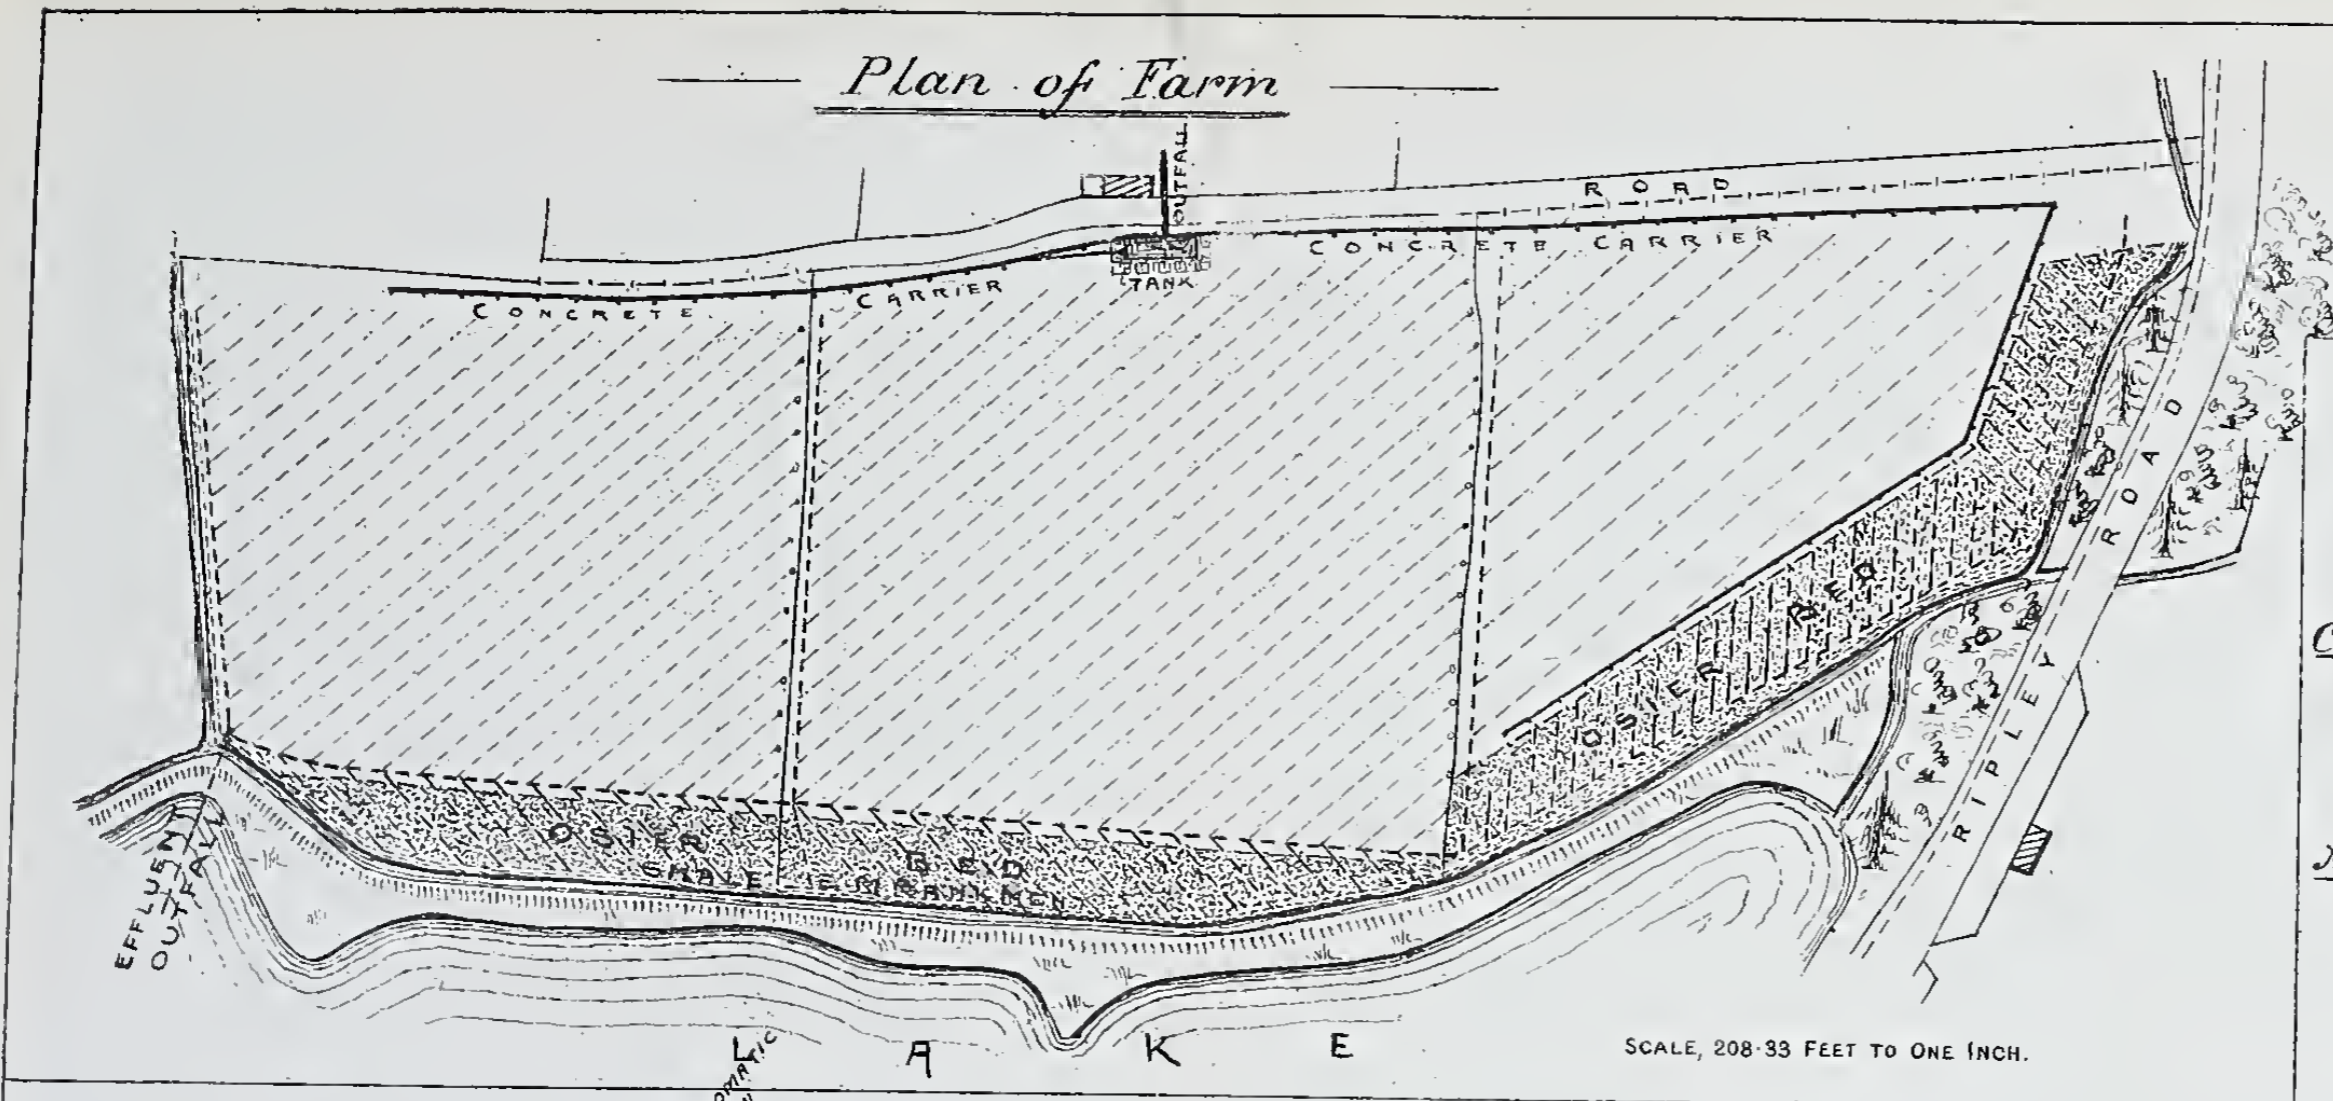 Plan of Farm
OUTFALL
ROAD
CONCRETE CARRIER
TANK
CONCRETE CARRIER
ROAD
OSIER BED
RIPLEY
OSIER BED
SHALE EMBANKMENT
EFFLUENT
OUTFALL
LAKE
SCALE, 208·33 FEET TO ONE INCH.